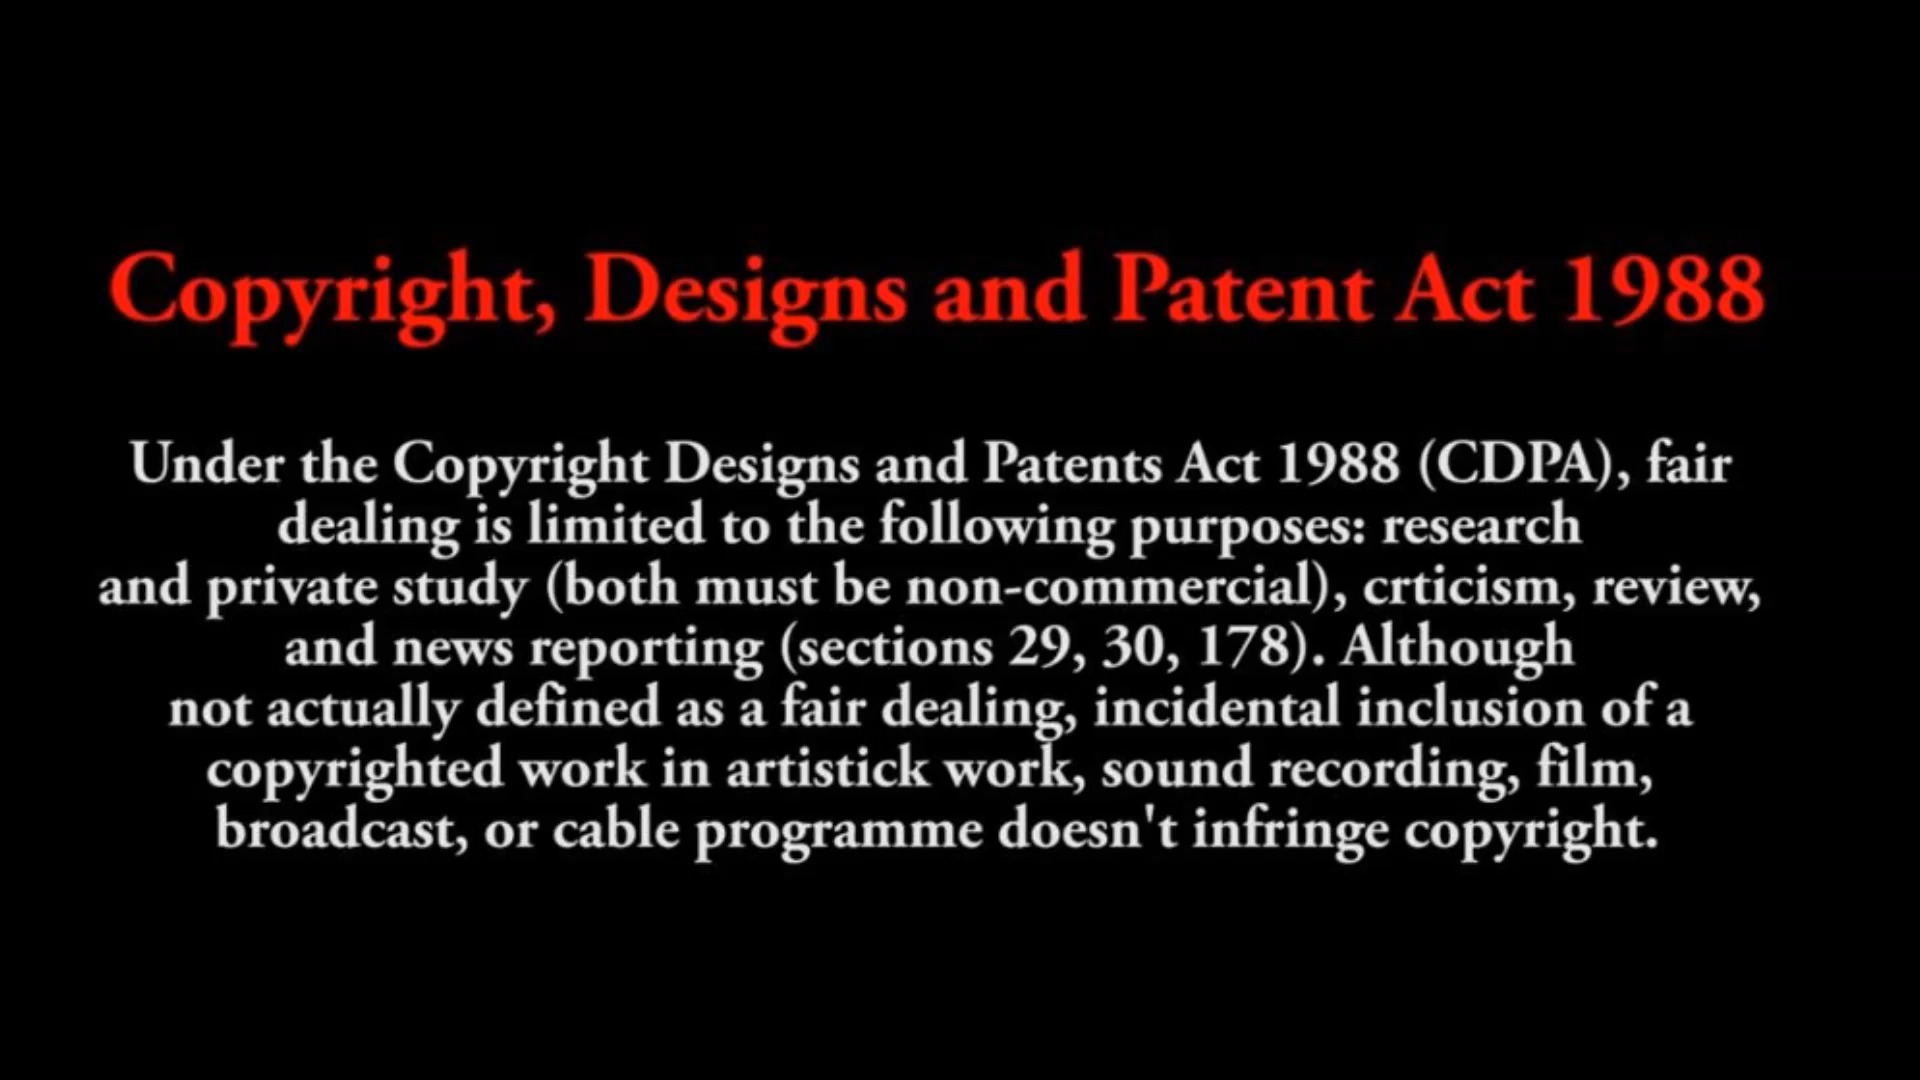 Copyright, Designs and Patent Act 1988
Under the Copyright Designs and Patents Act 1988 (CDPA), fair
dealing is limited to the following purposes: research
and private study (both must be non-commercial), crticism, review,
and news reporting (sections 29, 30, 178). Although
not actually defined as a fair dealing, incidental inclusion of a
copyrighted work in artistick work, sound recording, film,
broadcast, or cable programme doesn't infringe copyright.